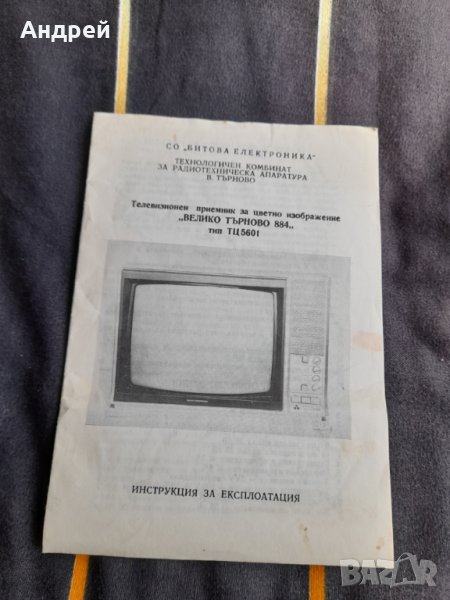 Андрей
СО „БИТОВА ЕЛЕКТРОНИКА"
ТЕХНОЛОГИЧЕН КОМБИНАТ
ЗА РАДИОТЕХНИЧЕСКА АПАРАТУРА
В. ТЪРНОВО
Телевизионен приемник за цветно изображение
„ВЕЛИКО ТЪРНОВО 884„
тип ТЦ5601
ИНСТРУКЦИЯ ЗА ЕКСПЛОАТАЦИЯ
BAZAR